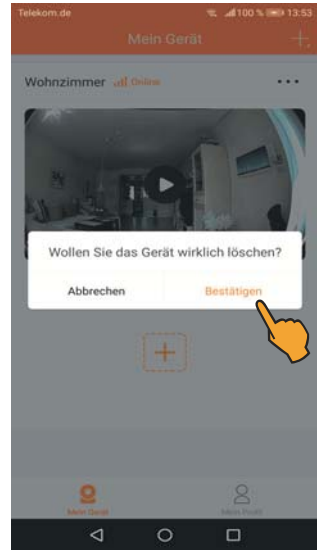 Telekom.de 100 % 13:53
Mein Gerät
Wohnzimmer Online
Wollen Sie das Gerät wirklich löschen?
Abbrechen Bestätigen
Mein Gerät Mein Profil